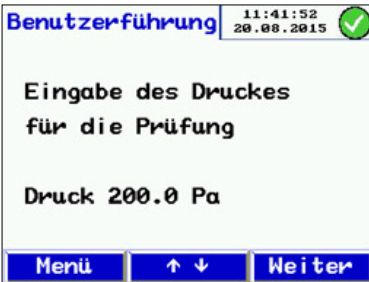 Benutzerführung
11:41:52
20.08.2015
Eingabe des Druckes
für die Prüfung
Druck 200.0 Pa
Menü ↑ ↓ Weiter